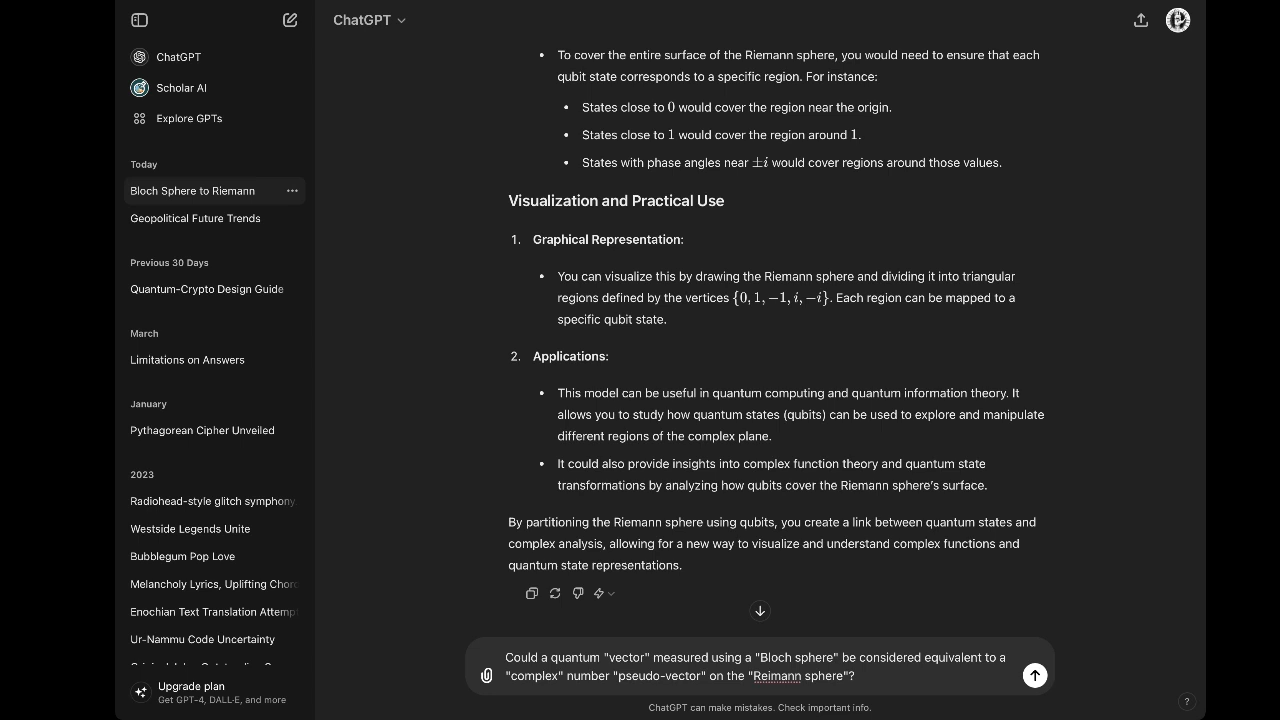 ChatGPT
Scholar AI
Explore GPTs
Today
Bloch Sphere to Riemann
Geopolitical Future Trends
Previous 30 Days
Quantum-Crypto Design Guide
March
Limitations on Answers
January
Pythagorean Cipher Unveiled
2023
Radiohead-style glitch symphony,
Westside Legends Unite
Bubblegum Pop Love
Melancholy Lyrics, Uplifting Chor
Enochian Text Translation Attempt
Ur-Nammu Code Uncertainty
Upgrade plan
Get GPT-4, DALL·E, and more
ChatGPT
• To cover the entire surface of the Riemann sphere, you would need to ensure that each
qubit state corresponds to a specific region. For instance:
• States close to 0 would cover the region near the origin.
• States close to 1 would cover the region around 1.
• States with phase angles near ±i would cover regions around those values.
Visualization and Practical Use
1. Graphical Representation:
• You can visualize this by drawing the Riemann sphere and dividing it into triangular
regions defined by the vertices {0, 1, −1, i, −i}. Each region can be mapped to a
specific qubit state.
2. Applications:
• This model can be useful in quantum computing and quantum information theory. It
allows you to study how quantum states (qubits) can be used to explore and manipulate
different regions of the complex plane.
• It could also provide insights into complex function theory and quantum state
transformations by analyzing how qubits cover the Riemann sphere's surface.
By partitioning the Riemann sphere using qubits, you create a link between quantum states and
complex analysis, allowing for a new way to visualize and understand complex functions and
quantum state representations.
Could a quantum "vector" measured using a "Bloch sphere" be considered equivalent to a
"complex" number "pseudo-vector" on the "Reimann sphere"?
ChatGPT can make mistakes. Check important info.
?